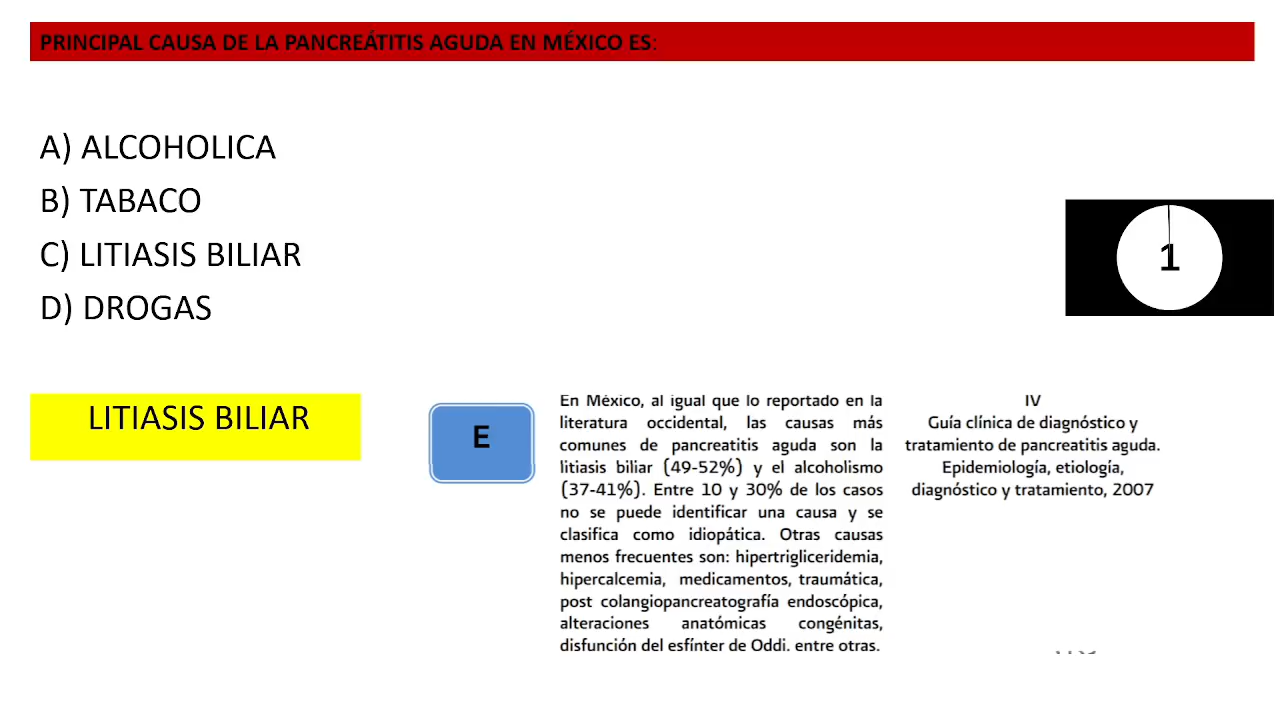 PRINCIPAL CAUSA DE LA PANCREÁTITIS AGUDA EN MÉXICO ES:
A) ALCOHOLICA
B) TABACO
C) LITIASIS BILIAR
D) DROGAS
1
LITIASIS BILIAR
E
En México, al igual que lo reportado en la
literatura occidental, las causas más
comunes de pancreatitis aguda son la
litiasis biliar (49-52%) y el alcoholismo
(37-41%). Entre 10 y 30% de los casos
no se puede identificar una causa y se
clasifica como idiopática. Otras causas
menos frecuentes son: hipertrigliceridemia,
hipercalcemia, medicamentos, traumática,
post colangiopancreatografía endoscópica,
alteraciones anatómicas congénitas,
disfunción del esfínter de Oddi. entre otras.
IV
Guía clínica de diagnóstico y
tratamiento de pancreatitis aguda.
Epidemiología, etiología,
diagnóstico y tratamiento, 2007